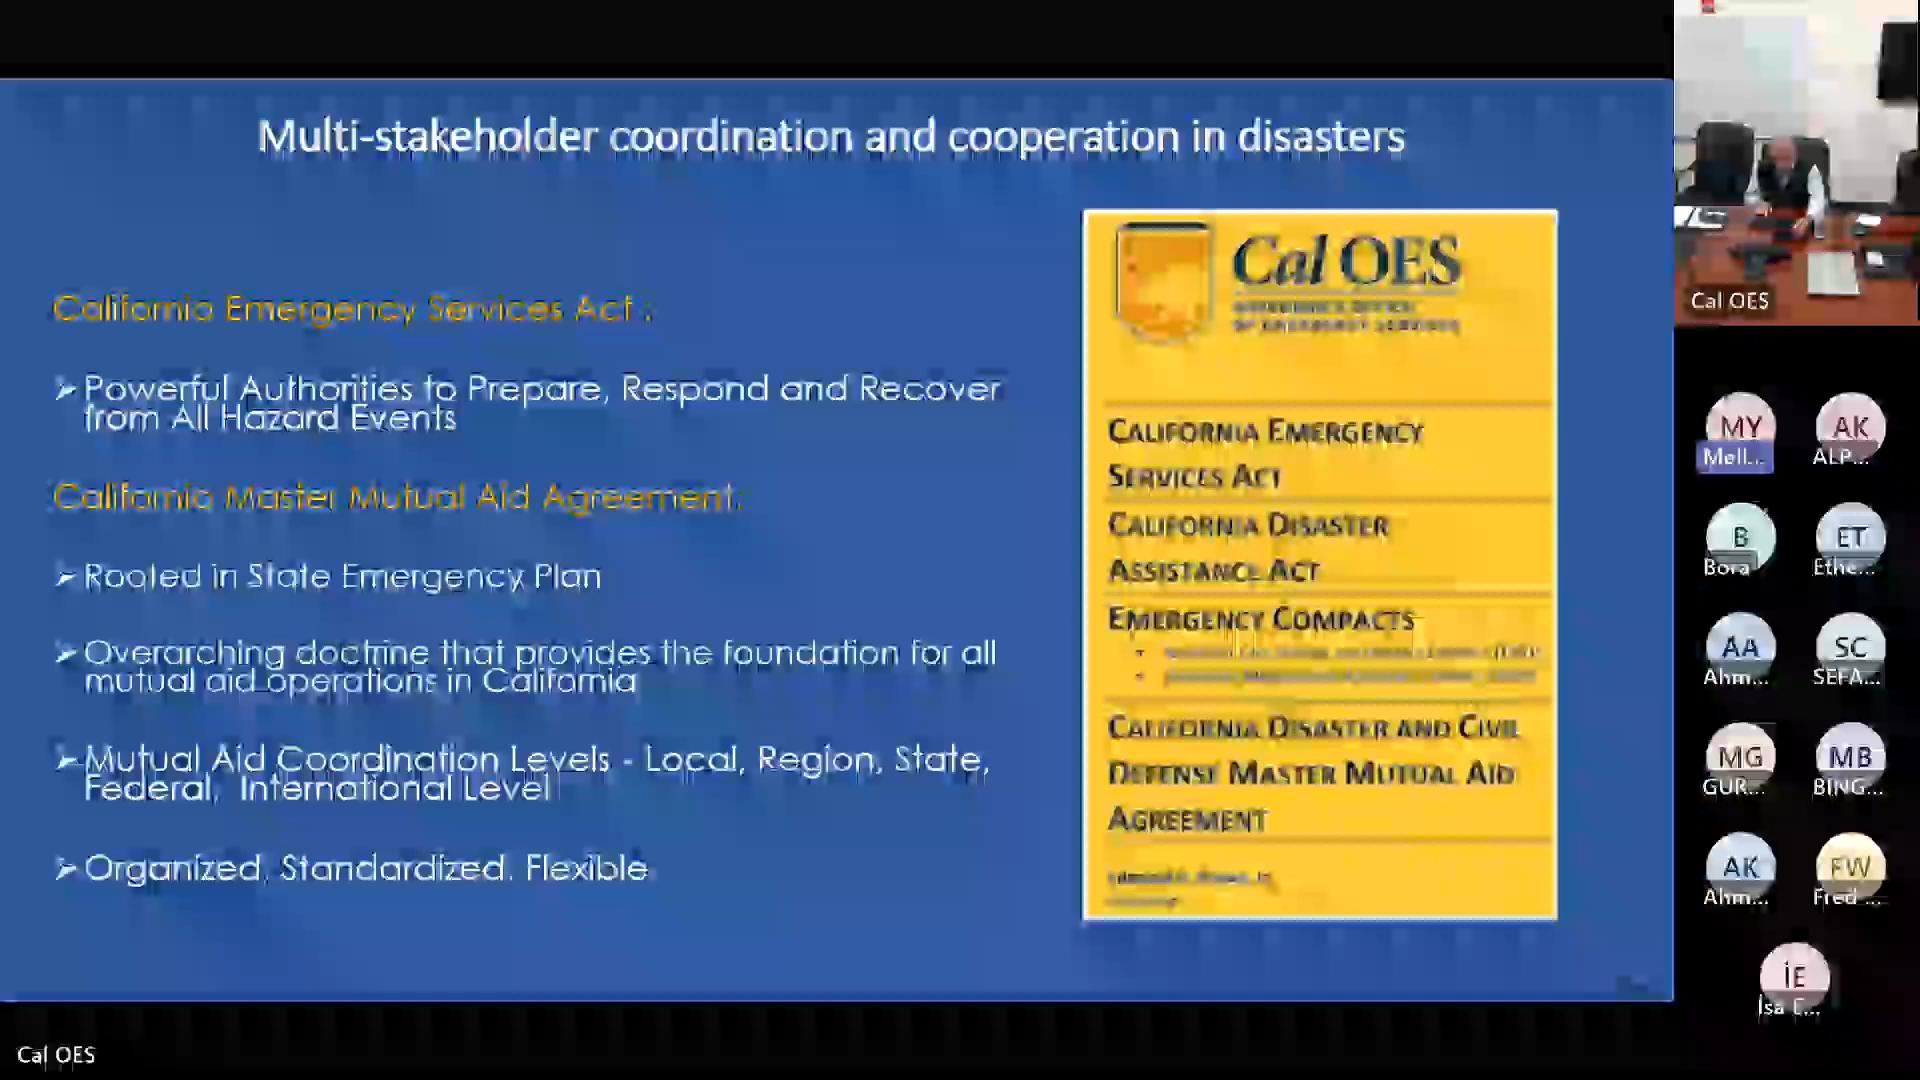 Multi-stakeholder coordination and cooperation in disasters
California Emergency Services Act :
➢Powerful Authorities to Prepare, Respond and Recover
from All Hazard Events
California Master Mutual Aid Agreement:
➢Rooted in State Emergency Plan
➢Overarching doctrine that provides the foundation for all
mutual aid operations in California
➢Mutual Aid Coordination Levels - Local, Region, State,
Federal, International Level
➢Organized, Standardized, Flexible
Cal OES
GOVERNOR'S OFFICE
OF EMERGENCY SERVICES
CALIFORNIA EMERGENCY
SERVICES ACT
CALIFORNIA DISASTER
ASSISTANCE ACT
EMERGENCY COMPACTS
CALIFORNIA DISASTER AND CIVIL
DEFENSE MASTER MUTUAL AID
AGREEMENT
Cal OES
MY
Mell...
AK
ALP...
B
Bora
ET
Ethe...
AA
Ahm...
SC
SEFA...
MG
GUR...
MB
BING...
AK
Ahm...
FW
Fred ...
İE
İsa E...
Cal OES